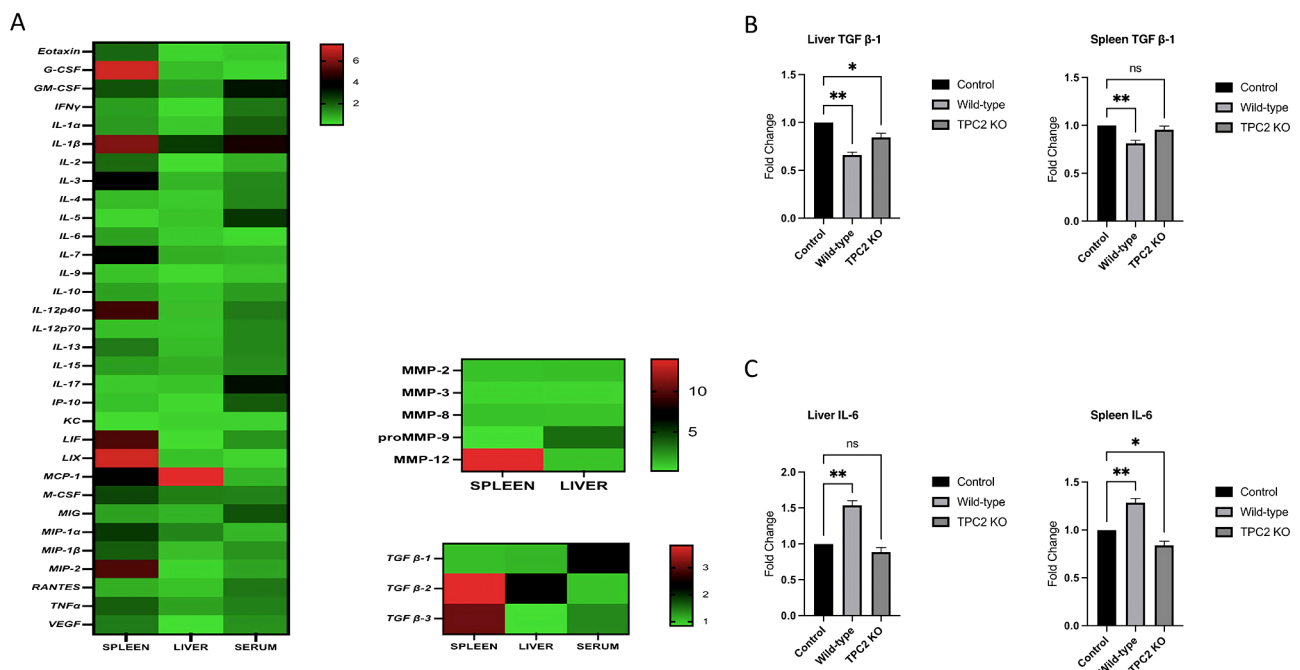 A
Eotaxin
G-CSF
GM-CSF
IFNγ
IL-1α
IL-1β
IL-2
IL-3
IL-4
IL-5
IL-6
IL-7
IL-9
IL-10
IL-12p40
IL-12p70
IL-13
IL-15
IL-17
IP-10
KC
LIF
LIX
MCP-1
M-CSF
MIG
MIP-1α
MIP-1β
MIP-2
RANTES
TNFα
VEGF
SPLEEN LIVER SERUM
6
4
2
MMP-2
MMP-3
MMP-8
proMMP-9
MMP-12
SPLEEN LIVER
10
5
TGF β-1
TGF β-2
TGF β-3
SPLEEN LIVER SERUM
3
2
1
B
Liver TGF β-1
Fold Change
1.5
1.0
0.5
0.0
** *
Control Wild-type TPC2 KO
Control
Wild-type
TPC2 KO
Spleen TGF β-1
Fold Change
1.5
1.0
0.5
0.0
** ns
Control Wild-type TPC2 KO
Control
Wild-type
TPC2 KO
C
Liver IL-6
Fold Change
2.0
1.5
1.0
0.5
0.0
** ns
Control Wild-type TPC2 KO
Control
Wild-type
TPC2 KO
Spleen IL-6
Fold Change
1.5
1.0
0.5
0.0
** *
Control Wild-type TPC2 KO
Control
Wild-type
TPC2 KO